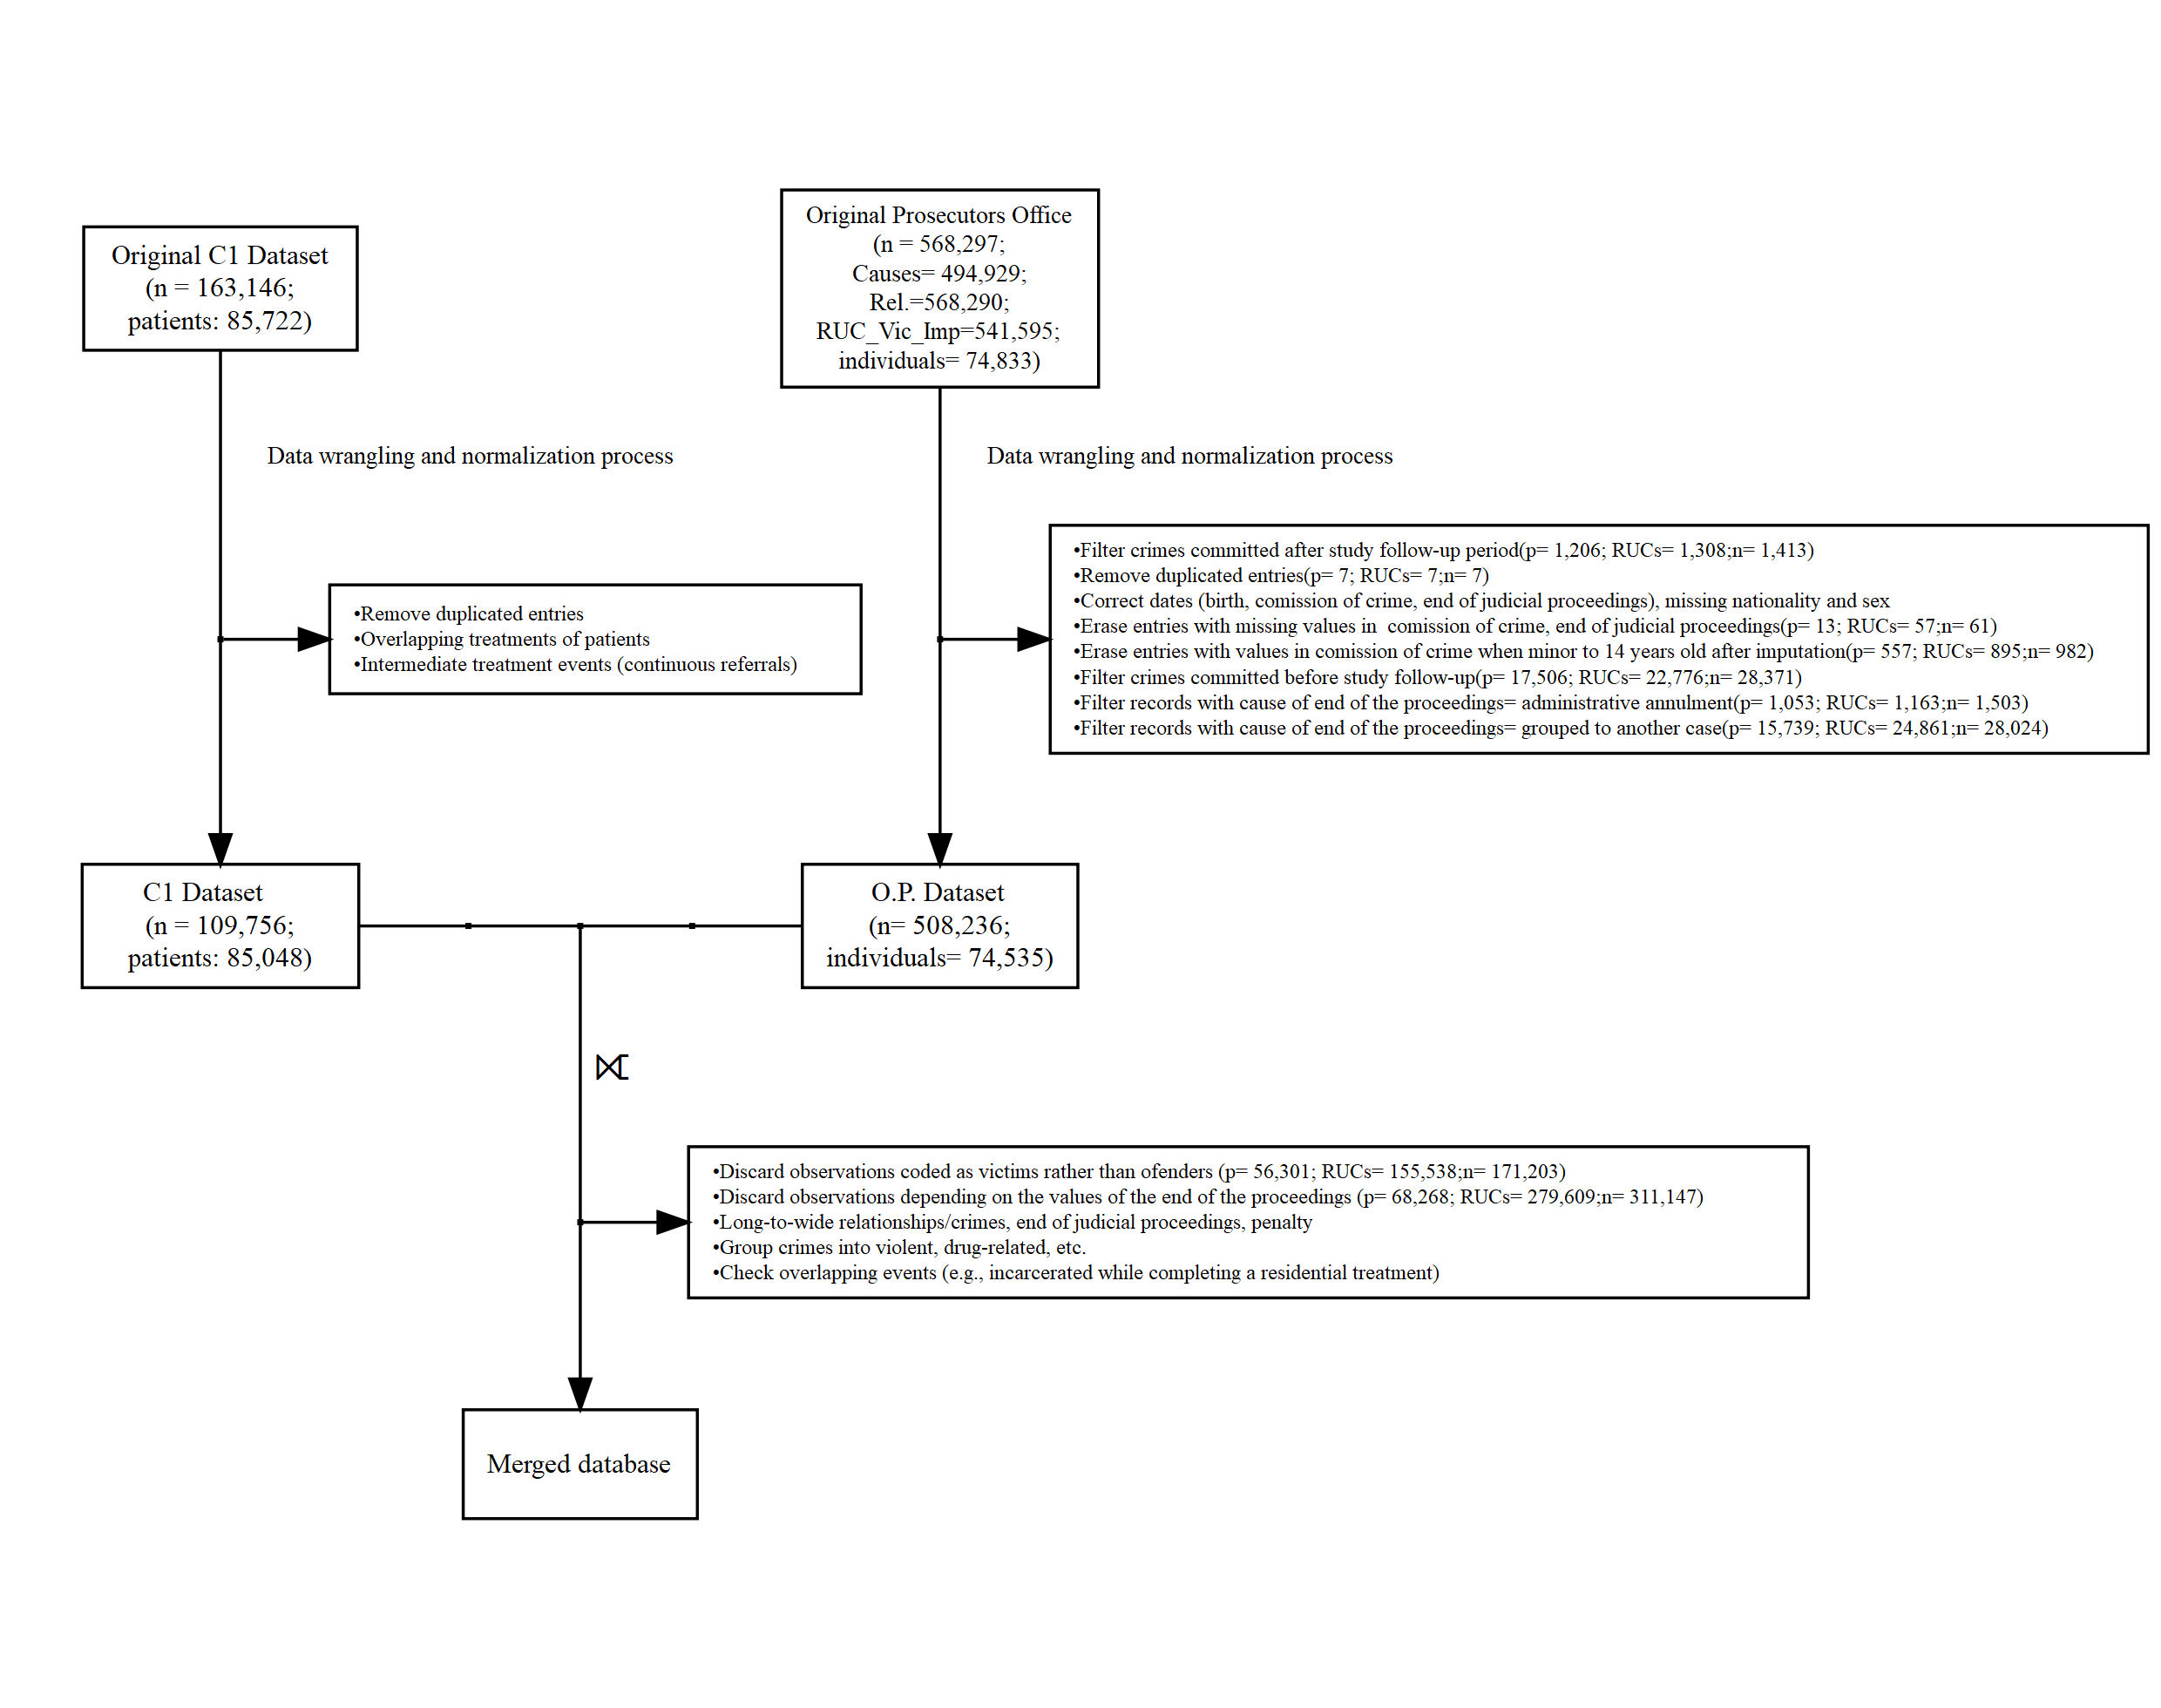 Original C1 Dataset
(n = 163,146;
patients: 85,722)
Original Prosecutors Office
(n = 568,297;
Causes= 494,929;
Rel.=568,290;
RUC_Vic_Imp=541,595;
individuals= 74,833)
Data wrangling and normalization process
Data wrangling and normalization process
•Remove duplicated entries
•Overlapping treatments of patients
•Intermediate treatment events (continuous referrals)
•Filter crimes committed after study follow-up period(p= 1,206; RUCs= 1,308;n= 1,413)
•Remove duplicated entries(p= 7; RUCs= 7;n= 7)
•Correct dates (birth, comission of crime, end of judicial proceedings), missing nationality and sex
•Erase entries with missing values in  comission of crime, end of judicial proceedings(p= 13; RUCs= 57;n= 61)
•Erase entries with values in comission of crime when minor to 14 years old after imputation(p= 557; RUCs= 895;n= 982)
•Filter crimes committed before study follow-up(p= 17,506; RUCs= 22,776;n= 28,371)
•Filter records with cause of end of the proceedings= administrative annulment(p= 1,053; RUCs= 1,163;n= 1,503)
•Filter records with cause of end of the proceedings= grouped to another case(p= 15,739; RUCs= 24,861;n= 28,024)
C1 Dataset
(n = 109,756;
patients: 85,048)
O.P. Dataset
(n= 508,236;
individuals= 74,535)
⟖
•Discard observations coded as victims rather than ofenders (p= 56,301; RUCs= 155,538;n= 171,203)
•Discard observations depending on the values of the end of the proceedings (p= 68,268; RUCs= 279,609;n= 311,147)
•Long-to-wide relationships/crimes, end of judicial proceedings, penalty
•Group crimes into violent, drug-related, etc.
•Check overlapping events (e.g., incarcerated while completing a residential treatment)
Merged database